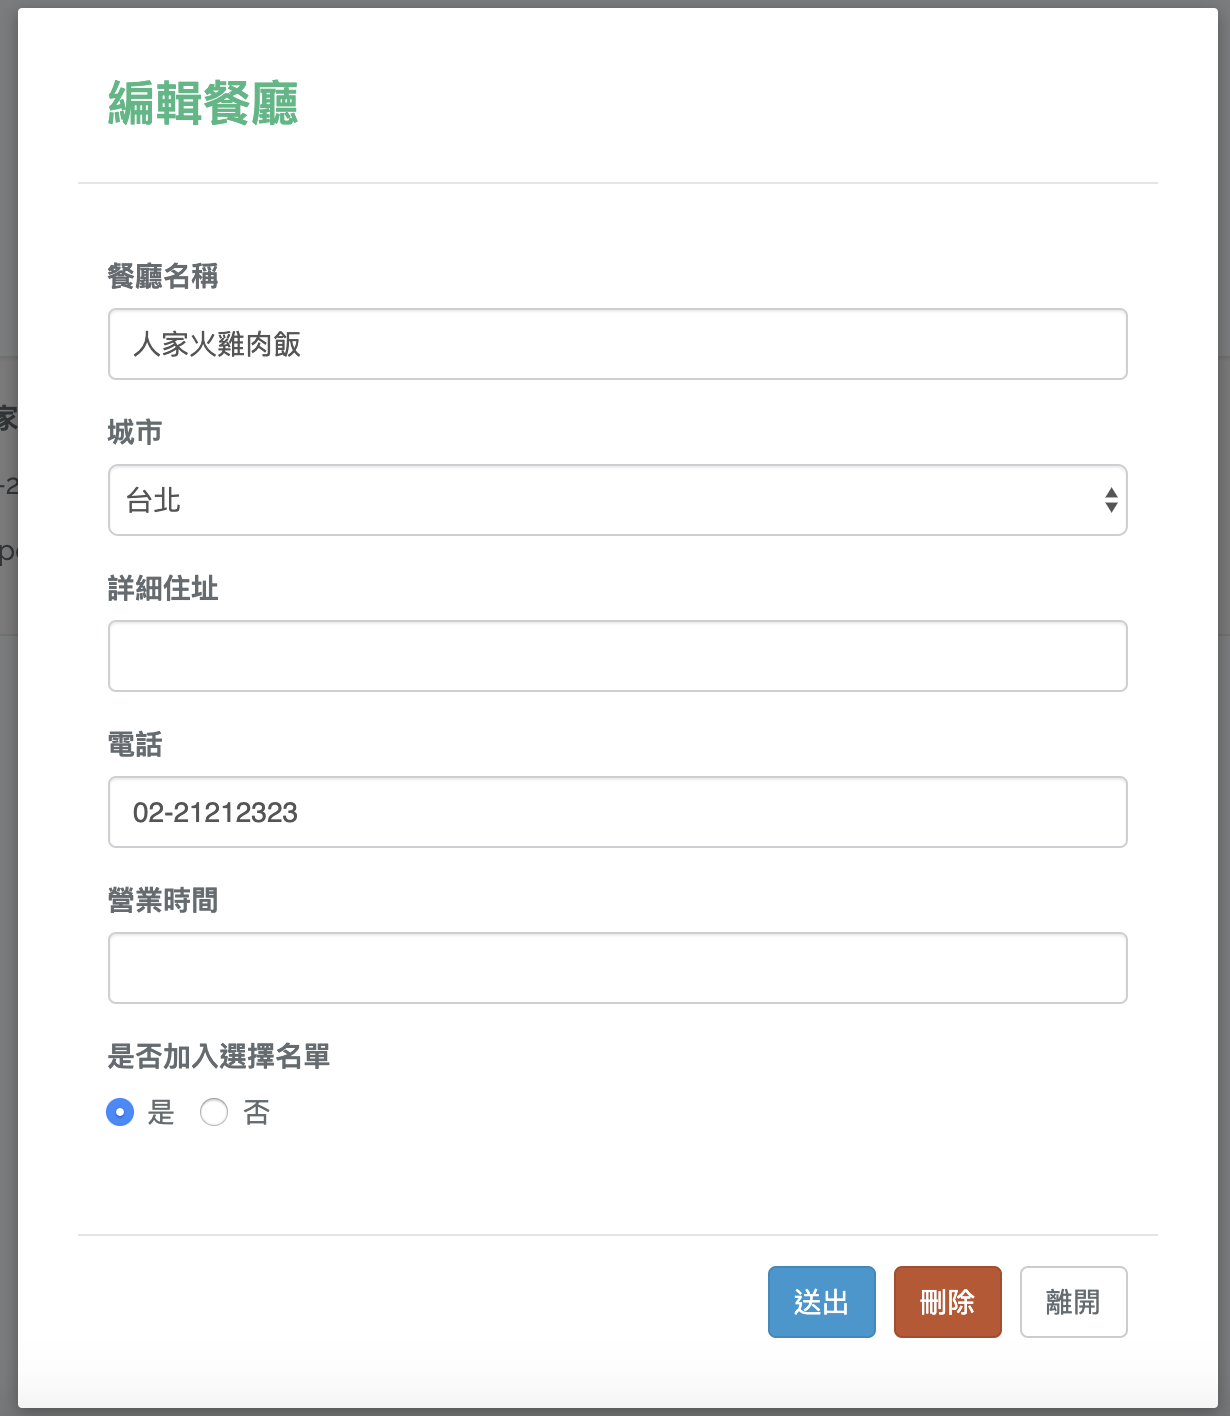 編輯餐廳
餐廳名稱
人家火雞肉飯
城市
台北
詳細住址
電話
02-21212323
營業時間
是否加入選擇名單
是 否
送出 刪除 離開